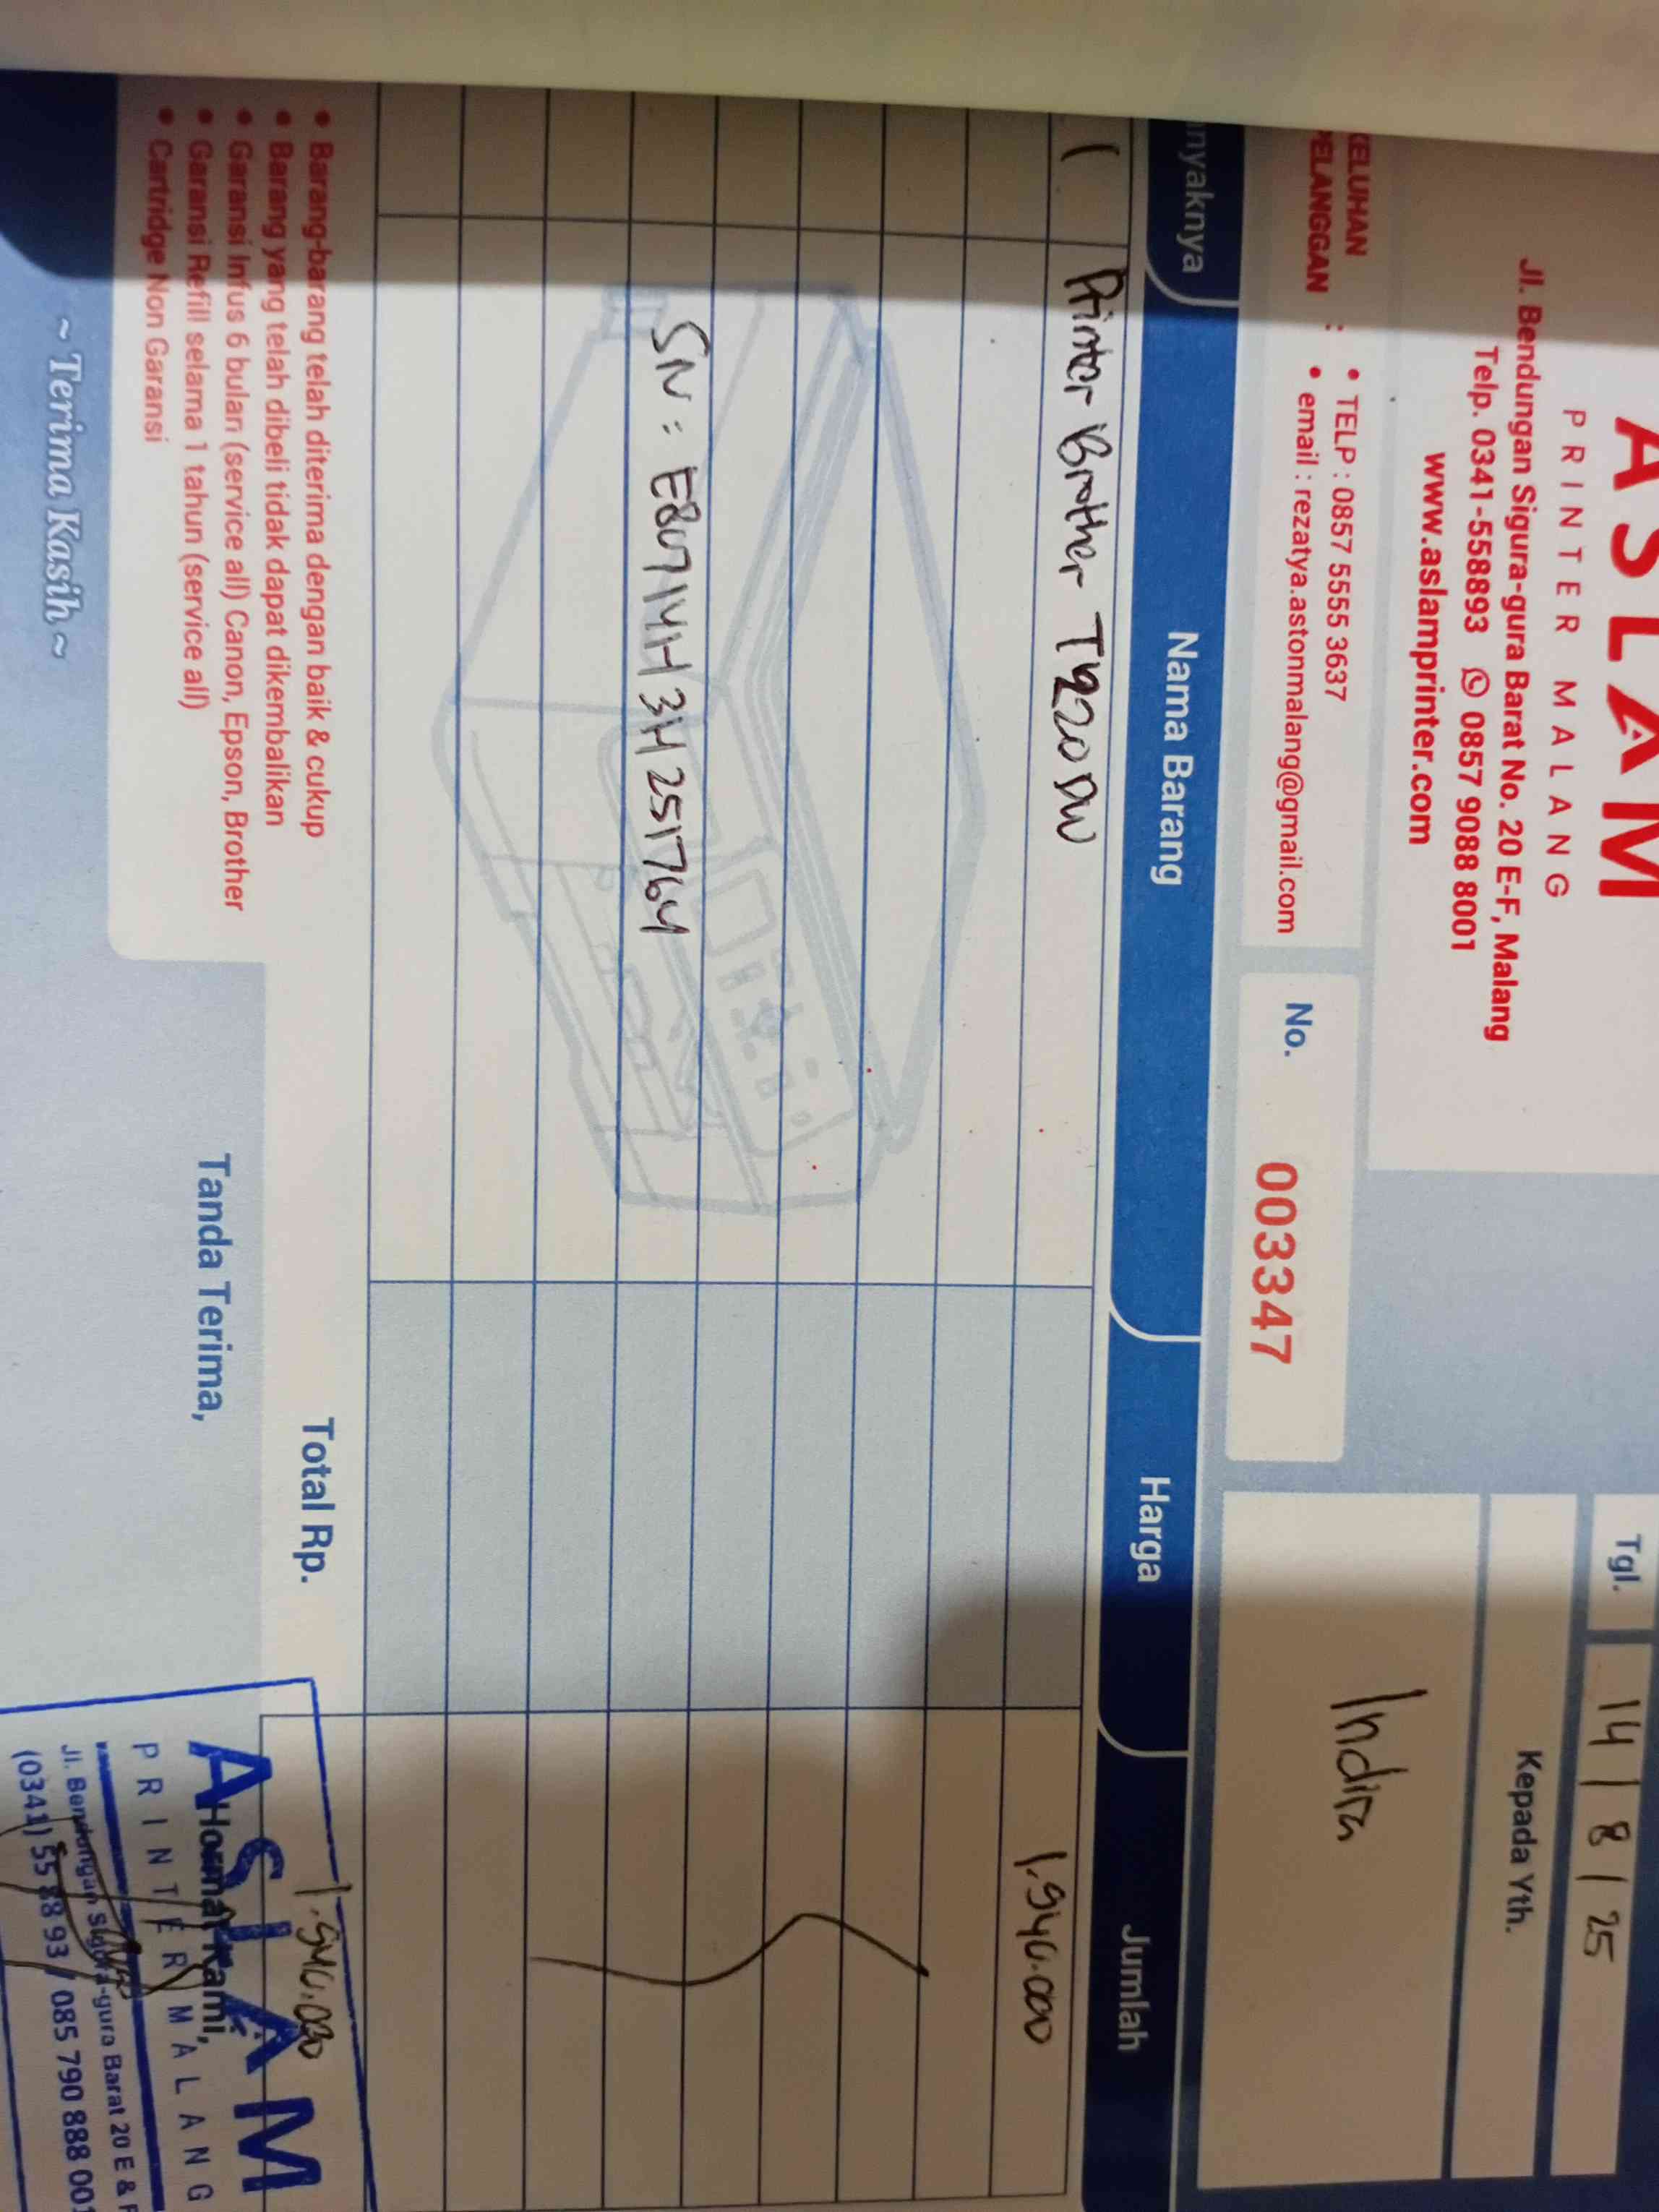 ASLAM
PRINTER MALANG
Jl. Bendungan Sigura-gura Barat No. 20 E-F, Malang
Telp. 0341-558893 0857 9088 8001
www.aslamprinter.com
KELUHAN
PELANGGAN :
• TELP : 0857 5555 3637
• email : rezatya.astonmalang@gmail.com
No. 003347
Tgl. 14 / 8 / 25
Kepada Yth.
Indira
nyaknya Nama Barang Harga Jumlah
1 Printer Brother T920DW 1.940.000
SN : E80714H3H251764
Total Rp. 1.940.000
• Barang-barang telah diterima dengan baik & cukup
• Barang yang telah dibeli tidak dapat dikembalikan
• Garansi Infus 6 bulan (service all) Canon, Epson, Brother
• Garansi Refill selama 1 tahun (service all)
• Cartridge Non Garansi
~ Terima Kasih ~
Tanda Terima,
Hormat Kami,
ASLAM
PRINTER MALANG
Jl. Bendungan Sigura-gura Barat 20 E & F
(0341) 55 88 93 / 085 790 888 001